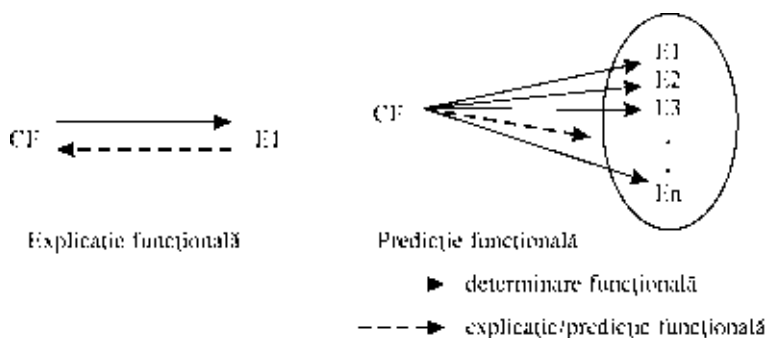 CF
E1
Explicație funcțională
CF
E1
E2
E3
.
.
En
Predicție funcțională
determinare funcțională
explicație/predicție funcțională